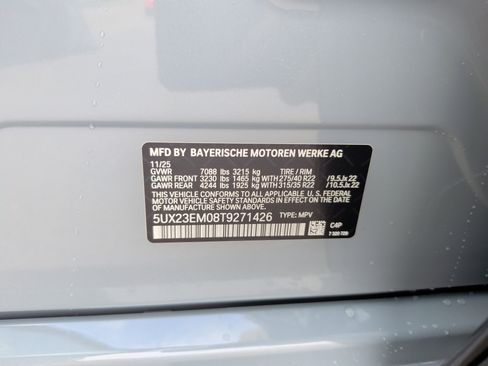 MFD BY BAYERISCHE MOTOREN WERKE AG
11/25
GVWR 7088 lbs 3215 kg TIRE / RIM
GAWR FRONT 3230 lbs 1465 kg WITH 275/40 R22 /9.5Jx22
GAWR REAR 4244 lbs 1925 kg WITH 315/35 R22 /10.5Jx22
THIS VEHICLE CONFORMS TO ALL APPLICABLE U.S. FEDERAL
MOTOR VEHICLE SAFETY STANDARDS IN EFFECT ON THE
DATE OF MANUFACTURE SHOWN ABOVE.
5UX23EM08T9271426 TYPE: MPV
C4P